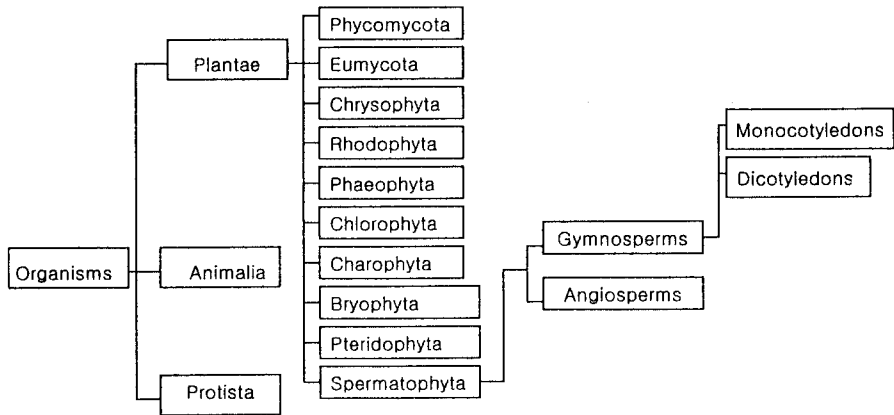 Organisms
Plantae
Animalia
Protista
Phycomycota
Eumycota
Chrysophyta
Rhodophyta
Phaeophyta
Chlorophyta
Charophyta
Bryophyta
Pteridophyta
Spermatophyta
Gymnosperms
Angiosperms
Monocotyledons
Dicotyledons